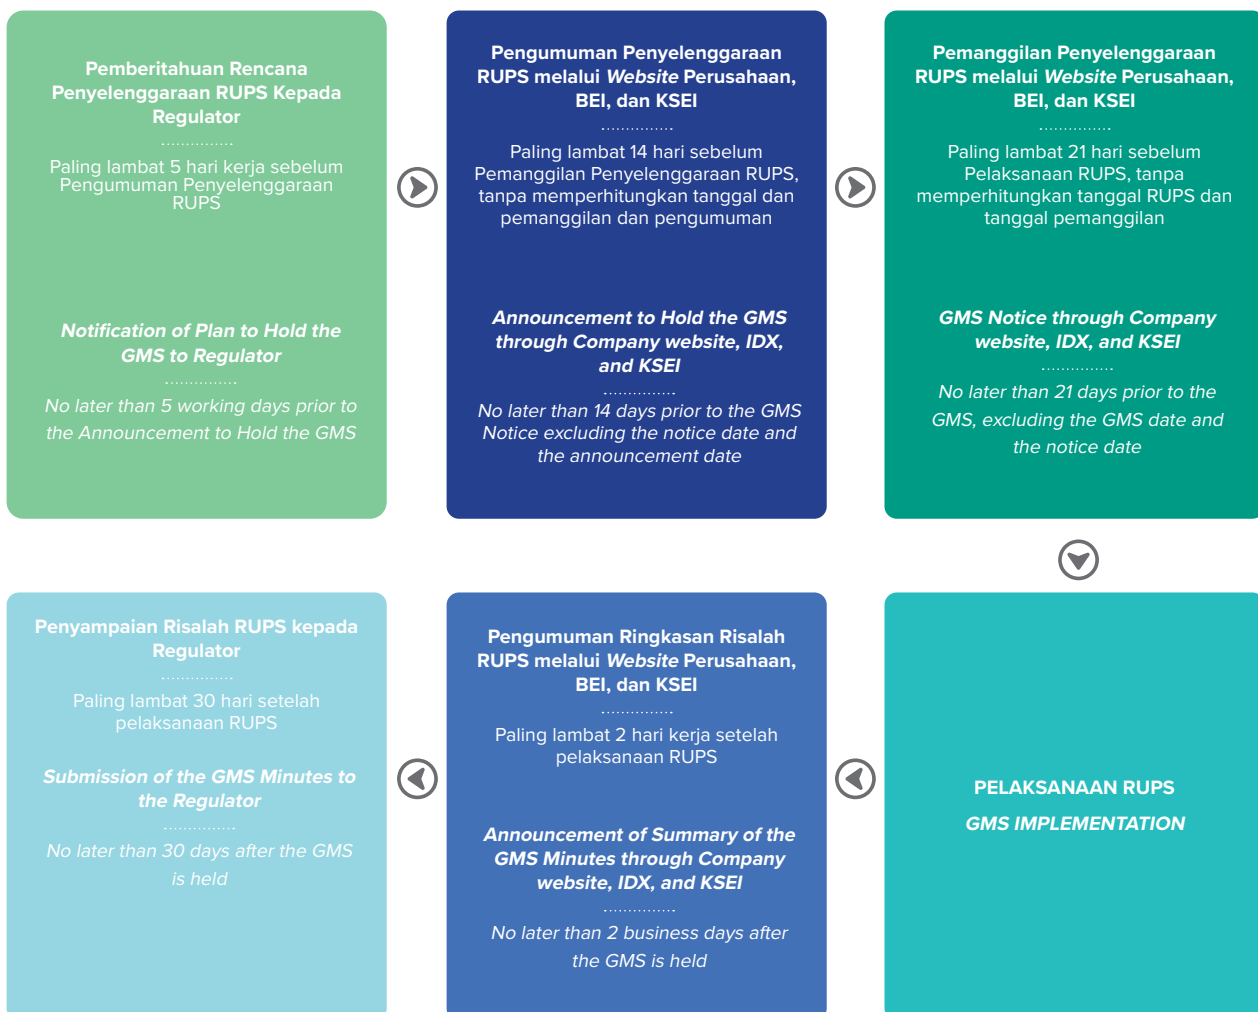 Pemberitahuan Rencana
Penyelenggaraan RUPS Kepada
Regulator
Paling lambat 5 hari kerja sebelum
Pengumuman Penyelenggaraan
RUPS
Notification of Plan to Hold the
GMS to Regulator
No later than 5 working days prior to
the Announcement to Hold the GMS
Pengumuman Penyelenggaraan
RUPS melalui Website Perusahaan,
BEI, dan KSEI
Paling lambat 14 hari sebelum
Pemanggilan Penyelenggaraan RUPS,
tanpa memperhitungkan tanggal dan
pemanggilan dan pengumuman
Announcement to Hold the GMS
through Company website, IDX,
and KSEI
No later than 14 days prior to the GMS
Notice excluding the notice date and
the announcement date
Pemanggilan Penyelenggaraan
RUPS melalui Website Perusahaan,
BEI, dan KSEI
Paling lambat 21 hari sebelum
Pelaksanaan RUPS, tanpa
memperhitungkan tanggal RUPS dan
tanggal pemanggilan
GMS Notice through Company
website, IDX, and KSEI
No later than 21 days prior to the
GMS, excluding the GMS date and
the notice date
PELAKSANAAN RUPS
GMS IMPLEMENTATION
Pengumuman Ringkasan Risalah
RUPS melalui Website Perusahaan,
BEI, dan KSEI
Paling lambat 2 hari kerja setelah
pelaksanaan RUPS
Announcement of Summary of the
GMS Minutes through Company
website, IDX, and KSEI
No later than 2 business days after
the GMS is held
Penyampaian Risalah RUPS kepada
Regulator
Paling lambat 30 hari setelah
pelaksanaan RUPS
Submission of the GMS Minutes to
the Regulator
No later than 30 days after the GMS
is held